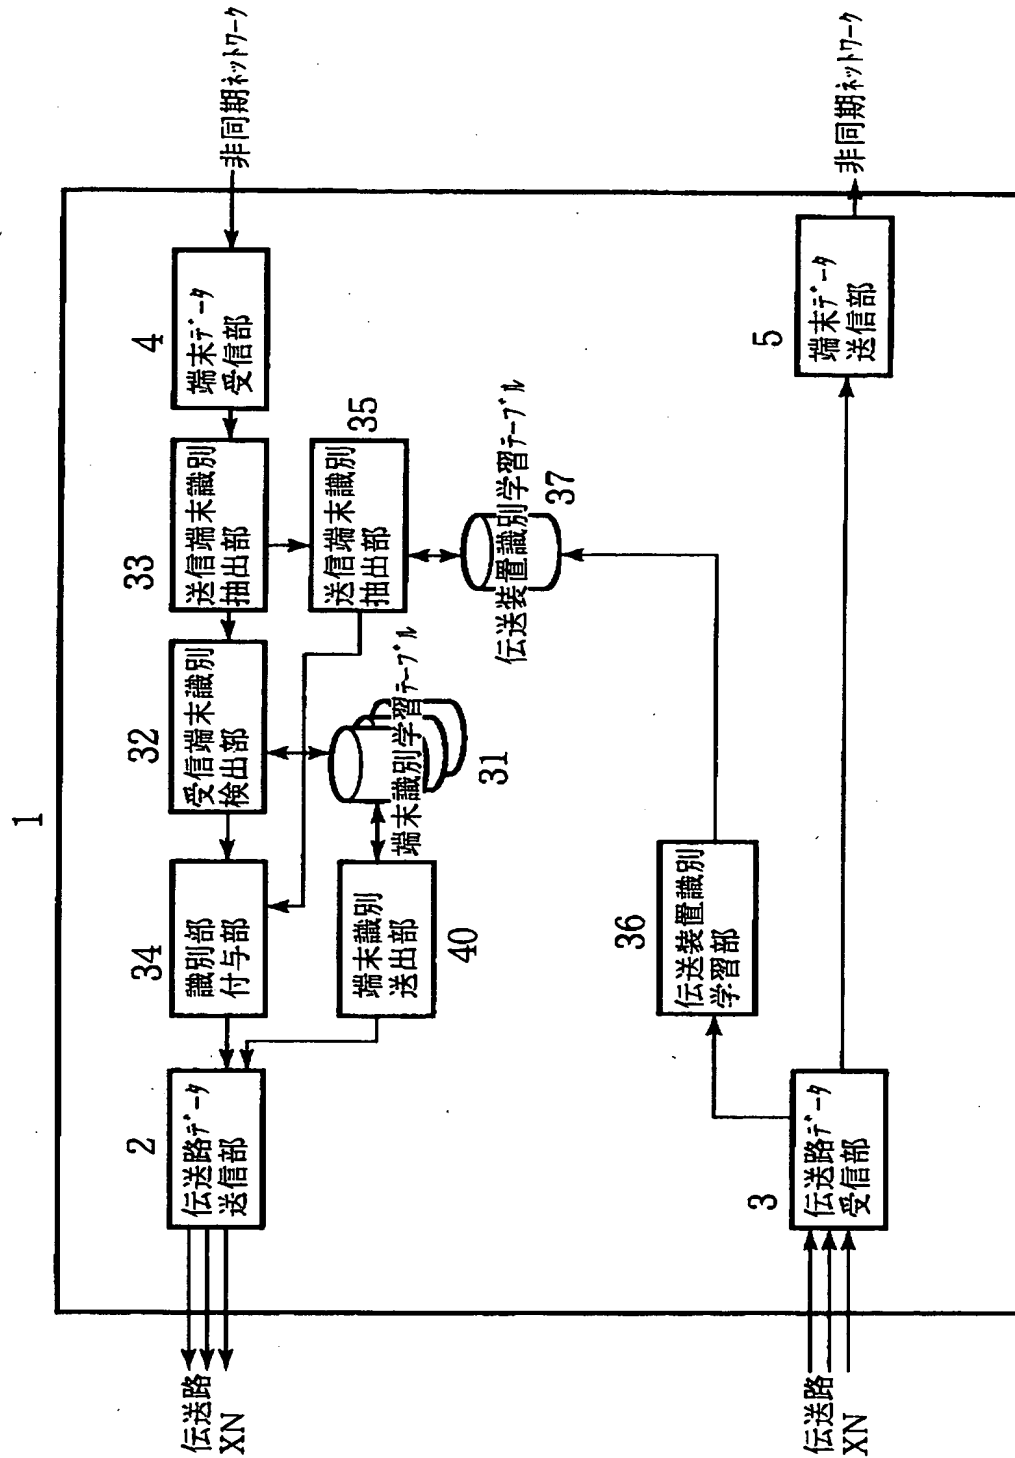 1
伝送路
XN
2
伝送路データ
送信部
34
識別部
付与部
32
受信端末識別
検出部
33
送信端末識別
抽出部
4
端末データ
受信部
非同期ネットワーク
40
端末識別
送出部
31
端末識別学習テーブル
35
送信端末識別
抽出部
37
伝送装置識別学習テーブル
36
伝送装置識別
学習部
伝送路
XN
3
伝送路データ
受信部
5
端末データ
送信部
非同期ネットワーク